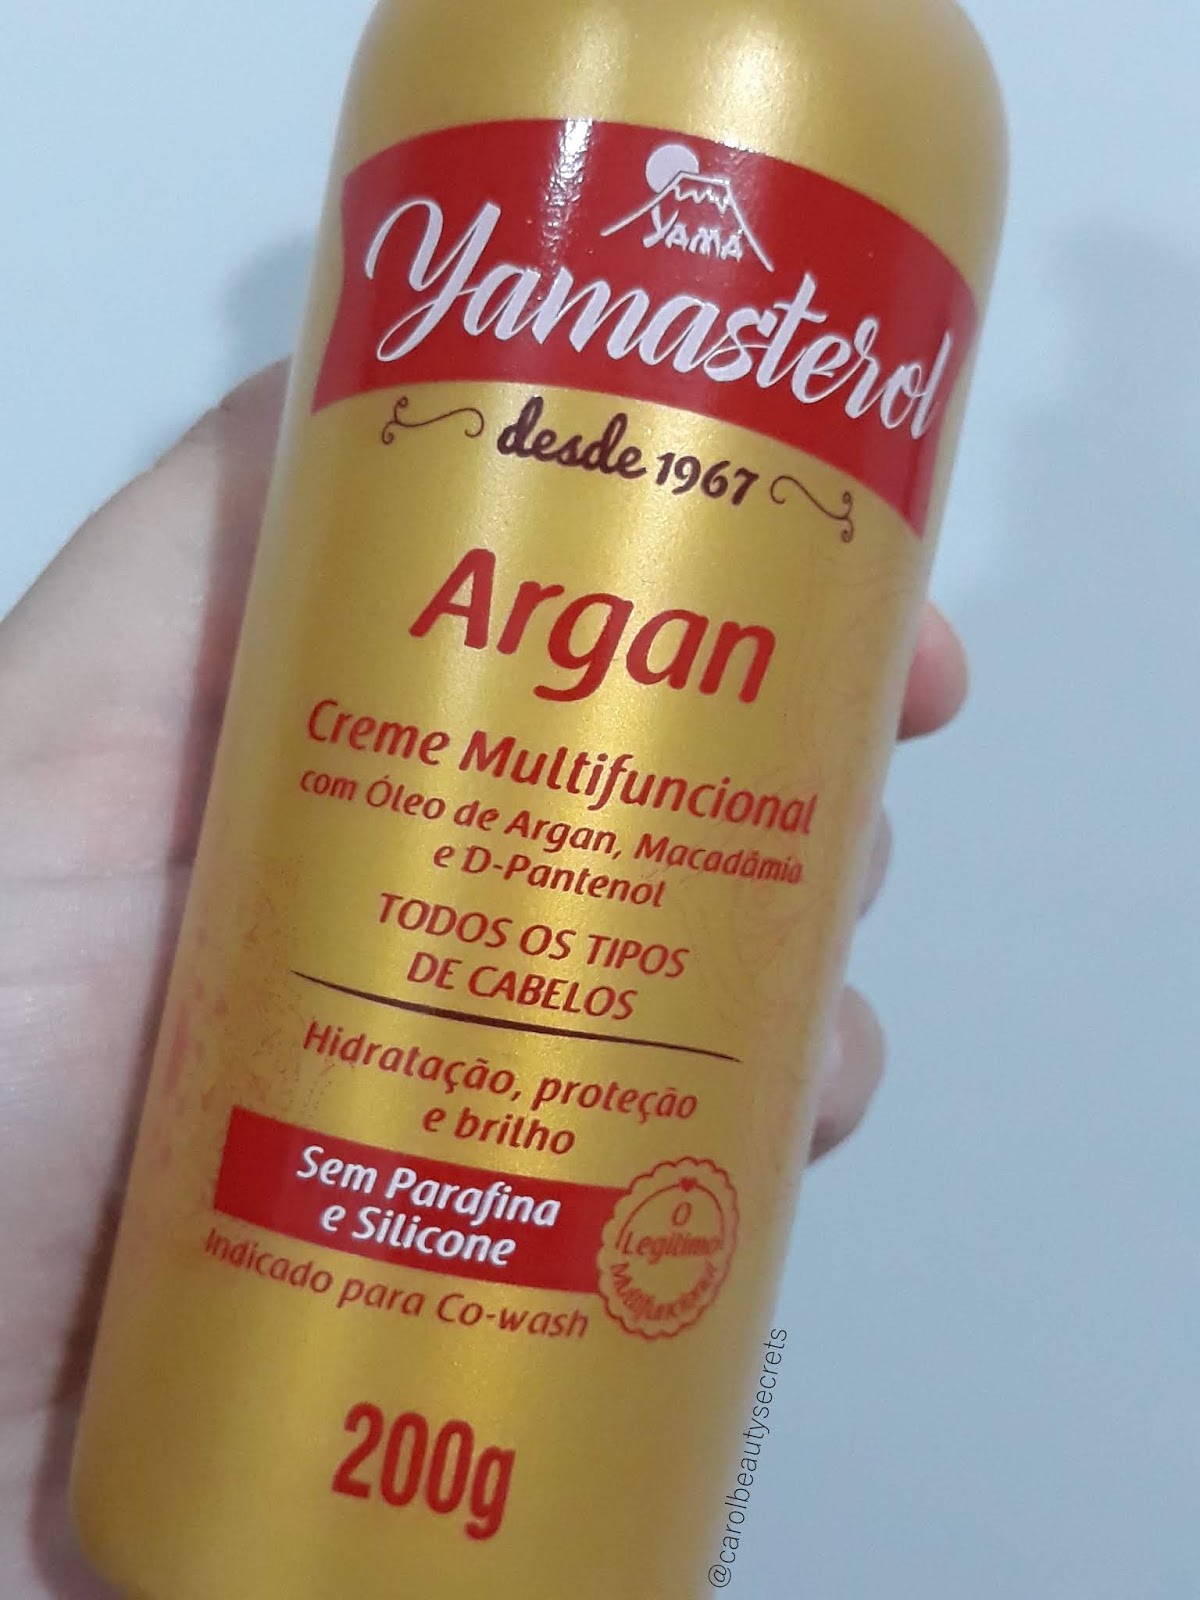 YAMÁ
Yamasterol
desde 1967
Argan
Creme Multifuncional
com Óleo de Argan, Macadâmia
e D-Pantenol
TODOS OS TIPOS
DE CABELOS
Hidratação, proteção
e brilho
Sem Parafina
e Silicone
Indicado para Co-wash
O
Legítimo
Multifuncional
200g
@carolbeautysecrets